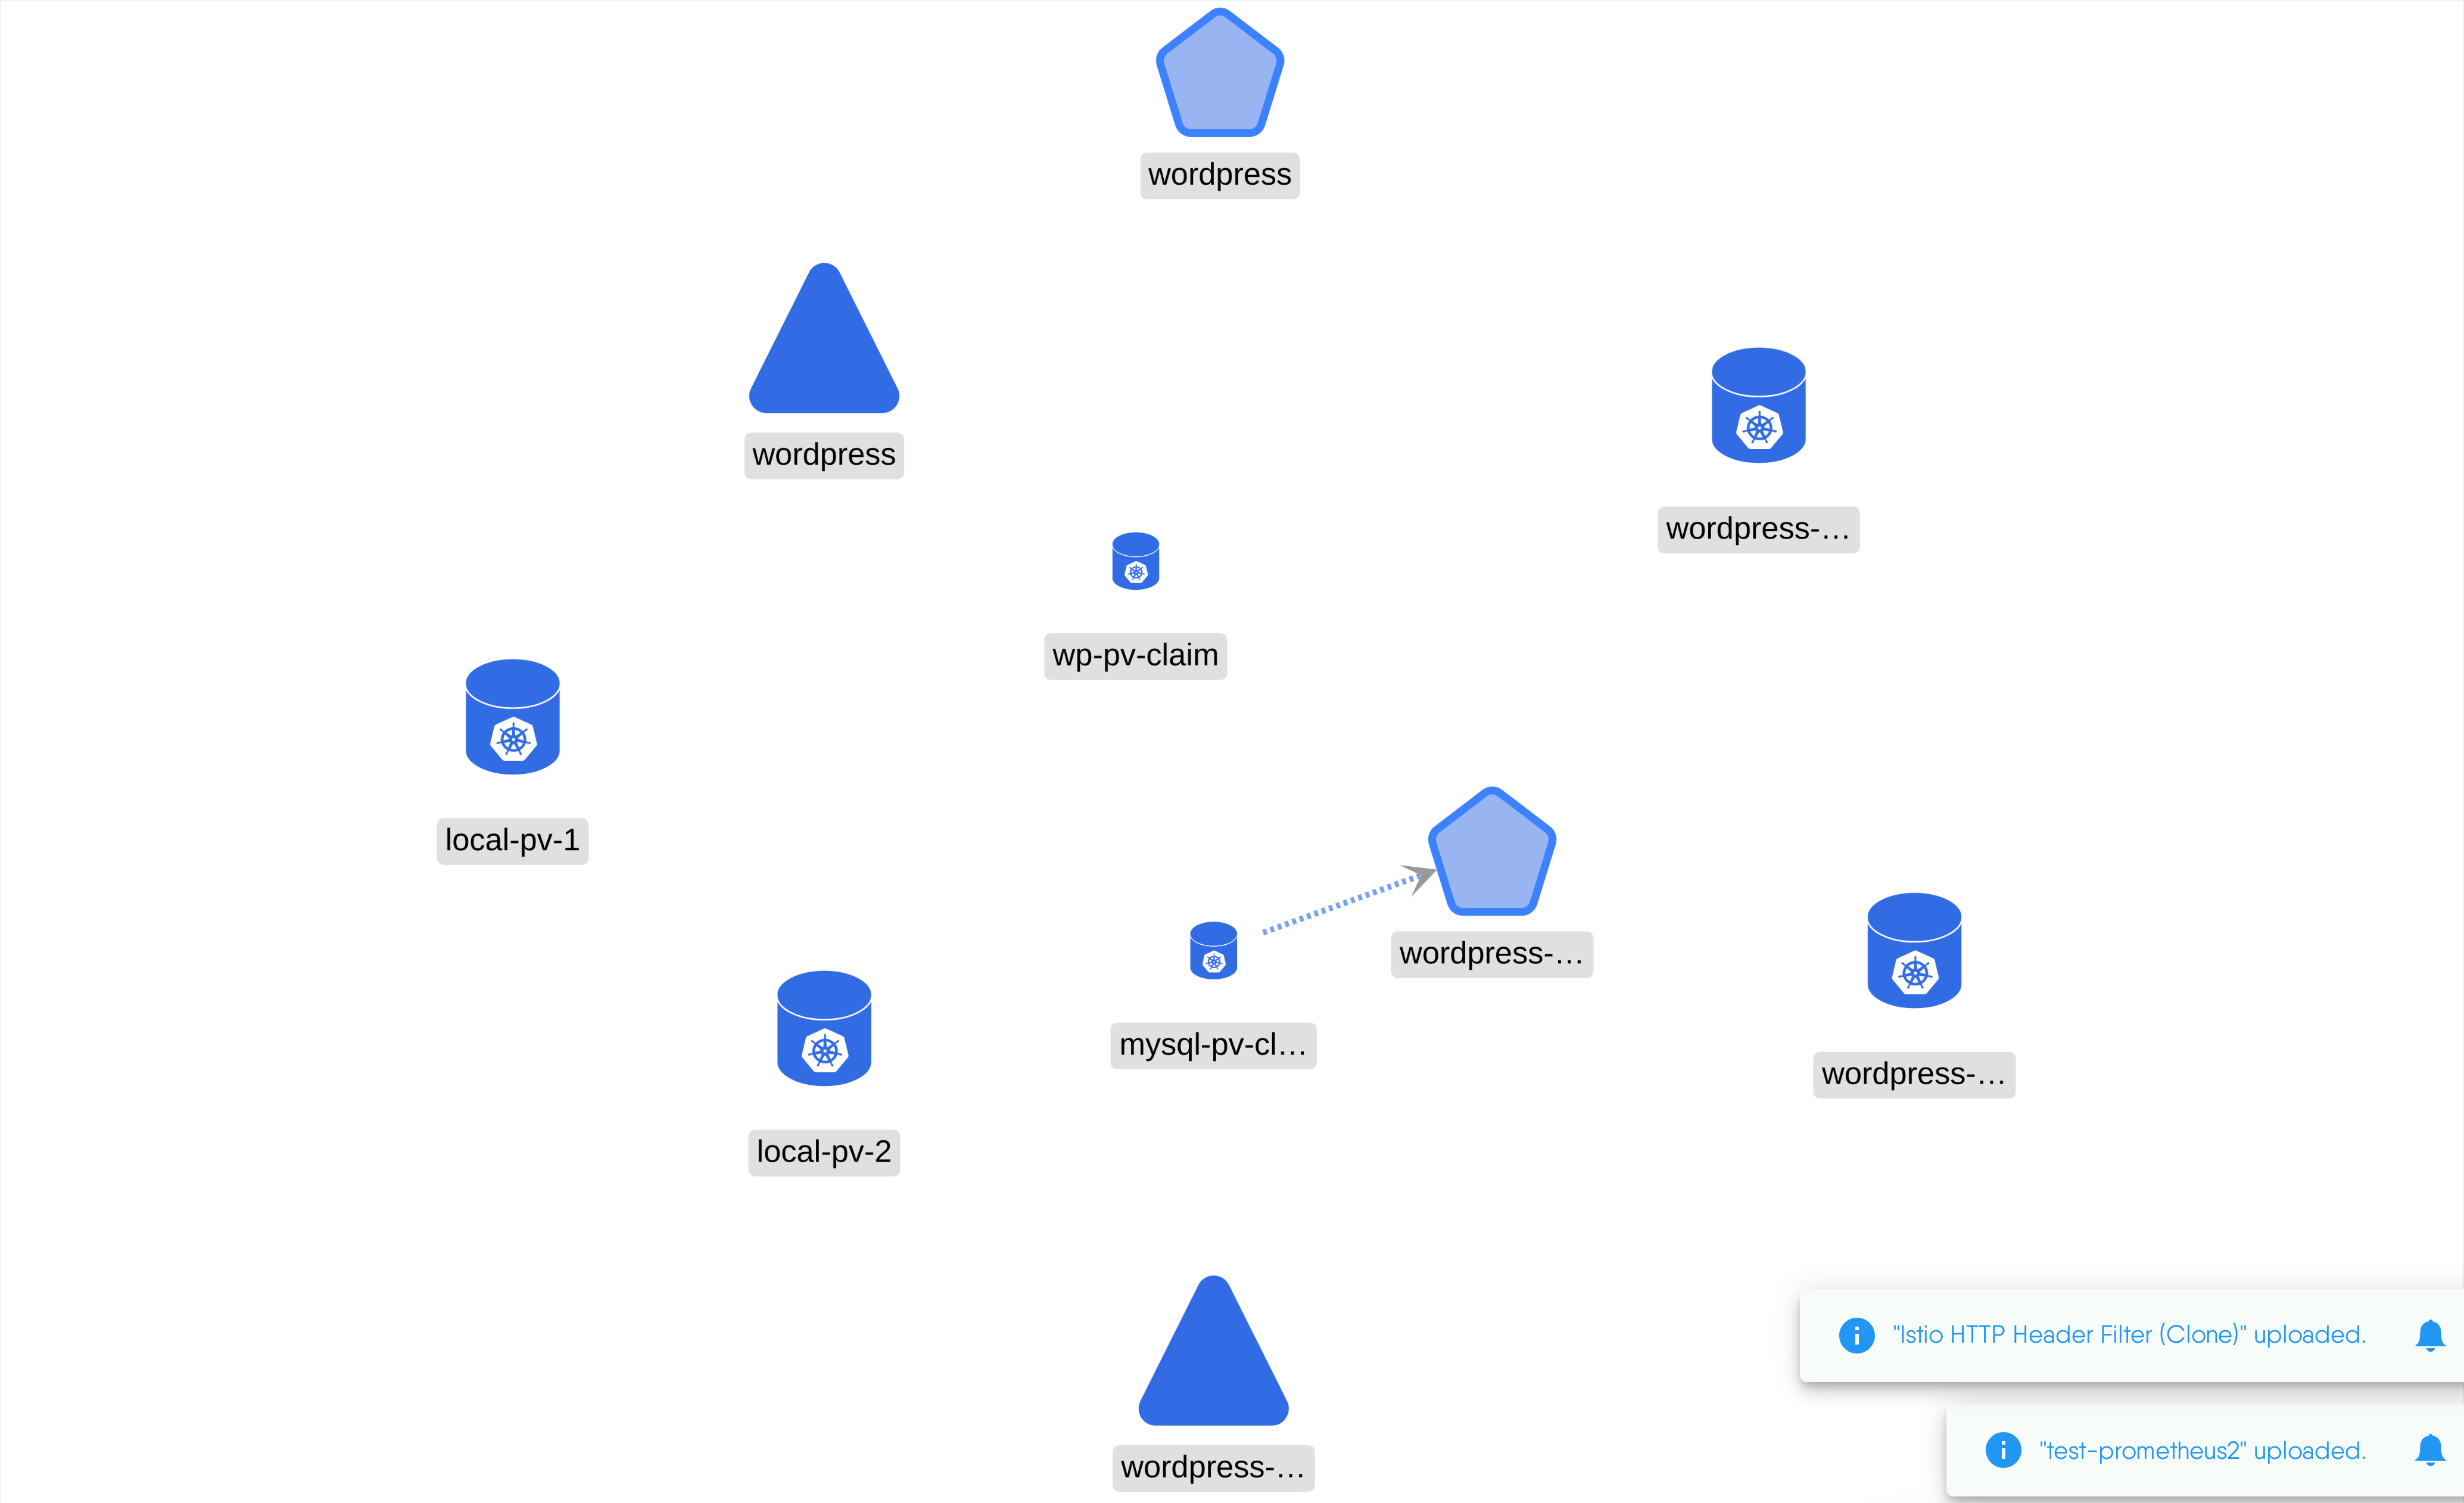 wordpress
wordpress
wordpress-...
wp-pv-claim
local-pv-1
wordpress-...
mysql-pv-cl...
wordpress-...
local-pv-2
"Istio HTTP Header Filter (Clone)" uploaded.
"test-prometheus2" uploaded.
wordpress-...